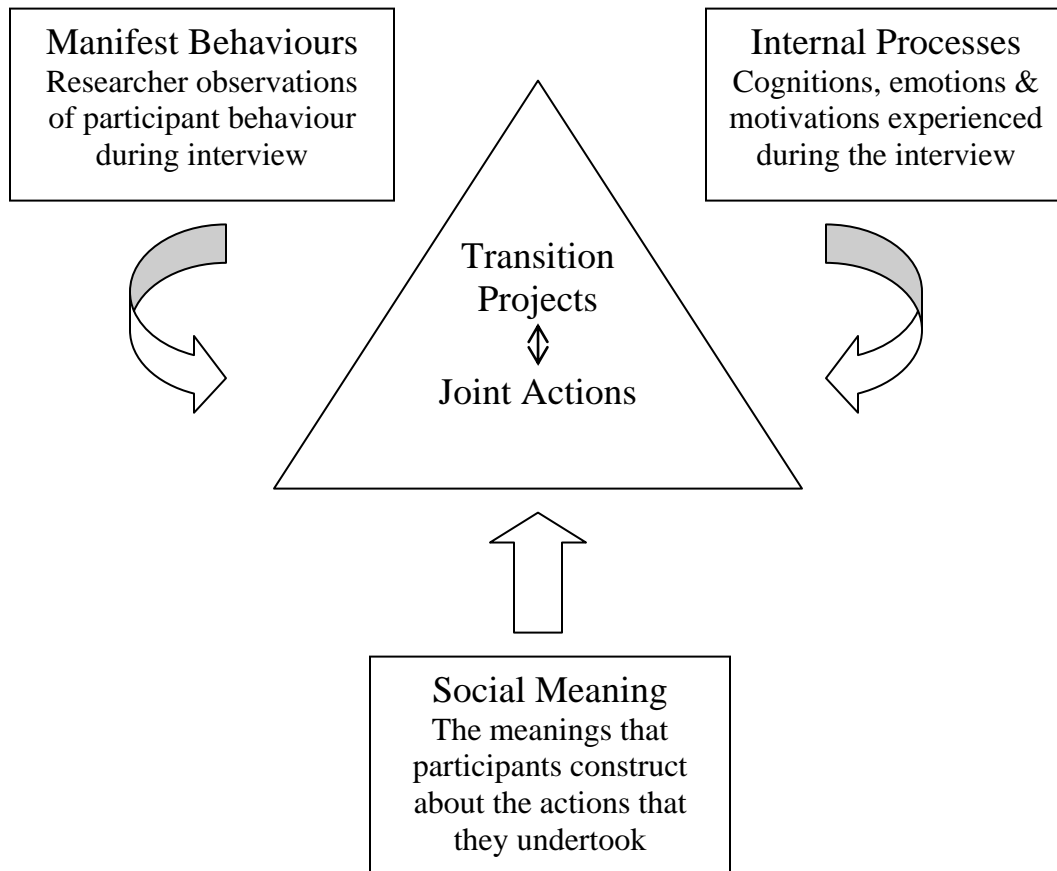 Manifest Behaviours
Researcher observations
of participant behaviour
during interview
Internal Processes
Cognitions, emotions &
motivations experienced
during the interview
Transition
Projects
Joint Actions
Social Meaning
The meanings that
participants construct
about the actions that
they undertook